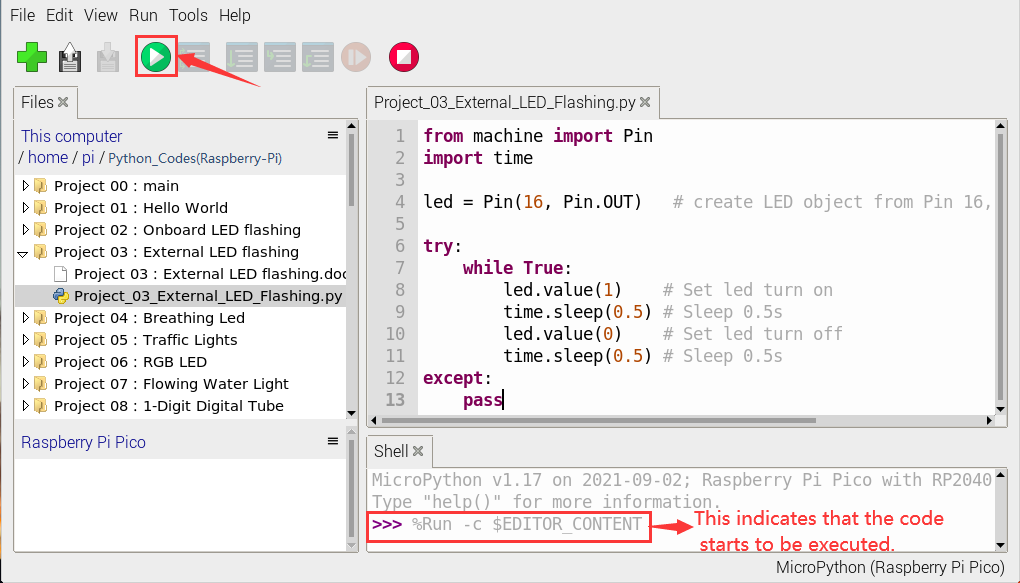 File Edit View Run Tools Help
Files
This computer
/ home / pi / Python_Codes(Raspberry-Pi)
Project 00 : main
Project 01 : Hello World
Project 02 : Onboard LED flashing
Project 03 : External LED flashing
Project 03 : External LED flashing.doc
Project_03_External_LED_Flashing.py
Project 04 : Breathing Led
Project 05 : Traffic Lights
Project 06 : RGB LED
Project 07 : Flowing Water Light
Project 08 : 1-Digit Digital Tube
Raspberry Pi Pico
Project_03_External_LED_Flashing.py
1 from machine import Pin
2 import time
3
4 led = Pin(16, Pin.OUT) # create LED object from Pin 16,
5
6 try:
7 while True:
8 led.value(1) # Set led turn on
9 time.sleep(0.5) # Sleep 0.5s
10 led.value(0) # Set led turn off
11 time.sleep(0.5) # Sleep 0.5s
12 except:
13 pass
Shell
MicroPython v1.17 on 2021-09-02; Raspberry Pi Pico with RP2040
Type "help()" for more information.
>>> %Run -c $EDITOR_CONTENT
This indicates that the code
starts to be executed.
MicroPython (Raspberry Pi Pico)